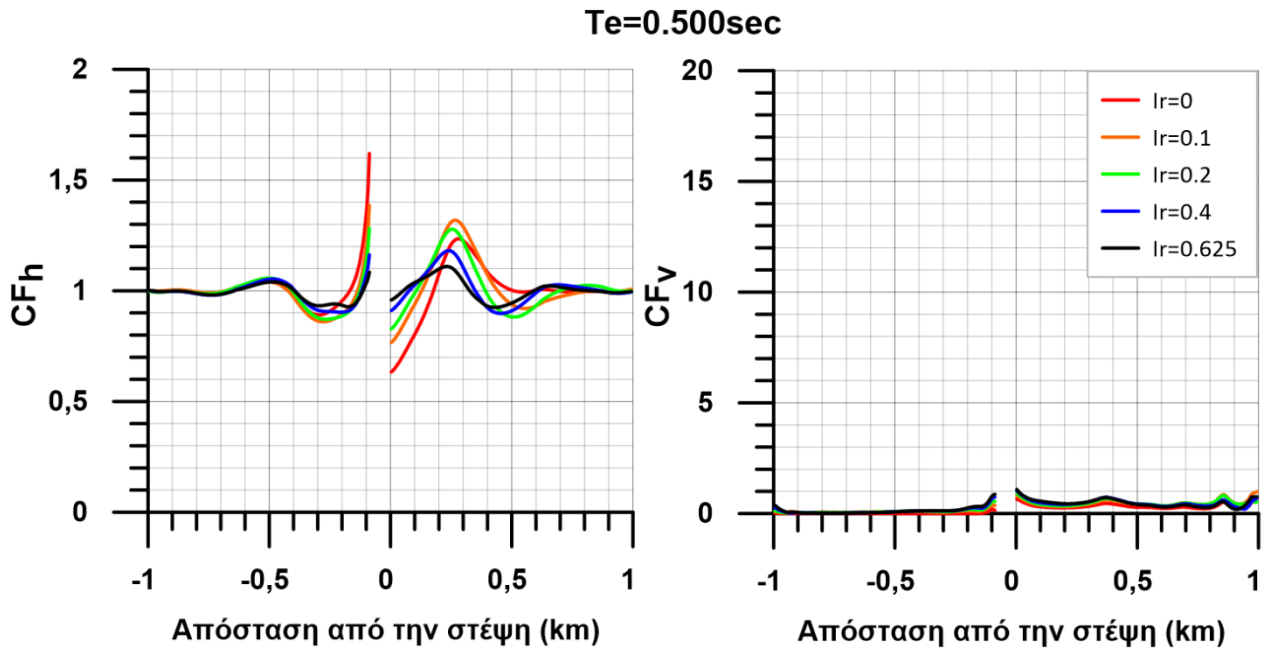 Te=0.500sec
CFh
2
1,5
1
0,5
0
-1
-0,5
0
0,5
1
Απόσταση από την στέψη (km)
CFv
20
15
10
5
0
-1
-0,5
0
0,5
1
Απόσταση από την στέψη (km)
Ir=0
Ir=0.1
Ir=0.2
Ir=0.4
Ir=0.625